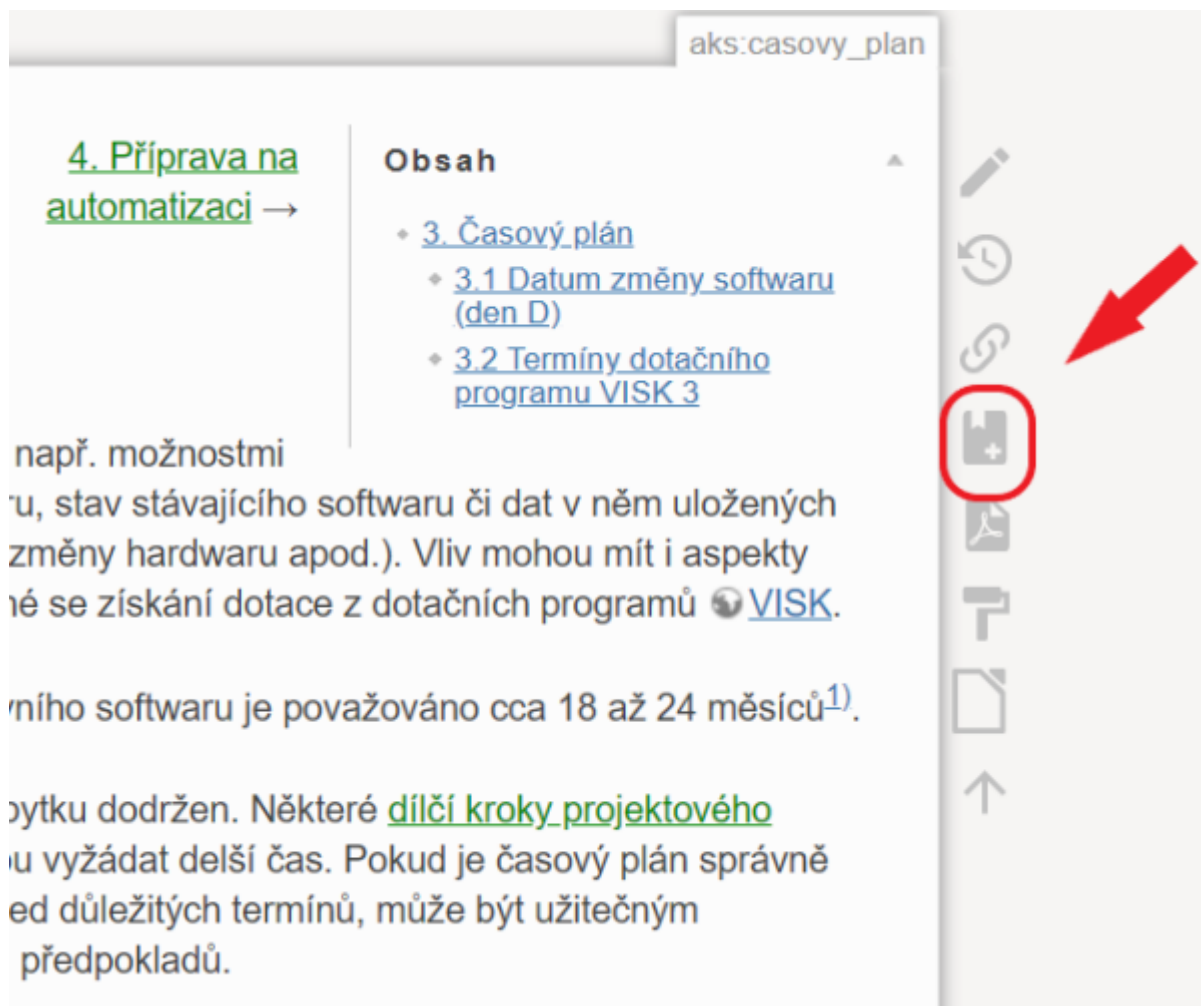 aks:casovy_plan
4. Příprava na
automatizaci →
Obsah
3. Časový plán
3.1 Datum změny softwaru
(den D)
3.2 Termíny dotačního
programu VISK 3
např. možnostmi
ru, stav stávajícího softwaru či dat v něm uložených
změny hardwaru apod.). Vliv mohou mít i aspekty
né se získání dotace z dotačních programů VISK.
ního softwaru je považováno cca 18 až 24 měsíců1).
bytku dodržen. Některé dílčí kroky projektového
ou vyžádat delší čas. Pokud je časový plán správně
ed důležitých termínů, může být užitečným
předpokladů.